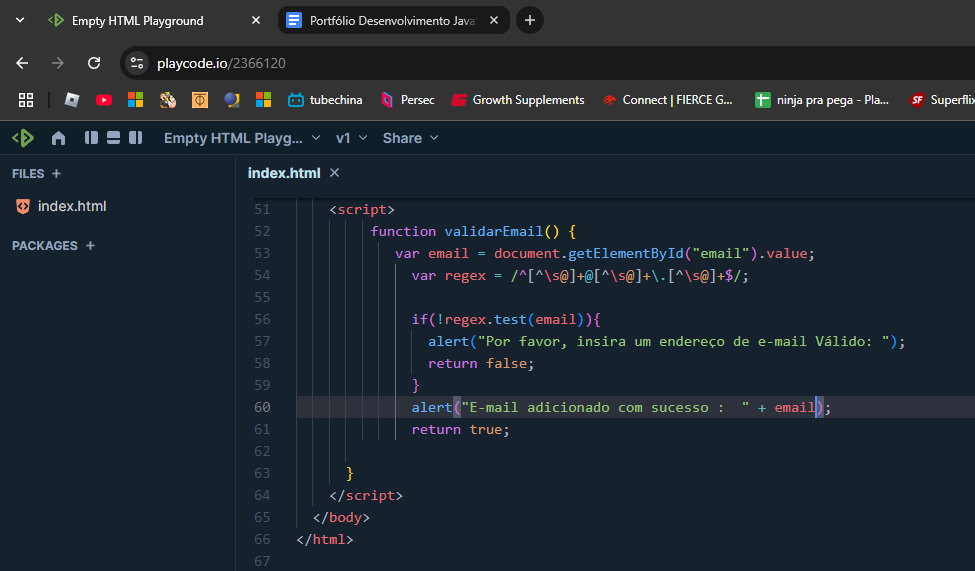 Empty HTML Playground
Portfólio Desenvolvimento Java
playcode.io/2366120
tubechina Persec Growth Supplements Connect | FIERCE G... ninja pra pega - Pla... SF Superflix
Empty HTML Playg... v1 Share
FILES + index.html
index.html
PACKAGES +
51 <script>
52 function validarEmail() {
53 var email = document.getElementById("email").value;
54 var regex = /^[^\s@]+@[^\s@]+\.[^\s@]+$/;
55
56 if(!regex.test(email)){
57 alert("Por favor, insira um endereço de e-mail Válido: ");
58 return false;
59 }
60 alert("E-mail adicionado com sucesso :  " + email);
61 return true;
62
63 }
64 </script>
65 </body>
66 </html>
67